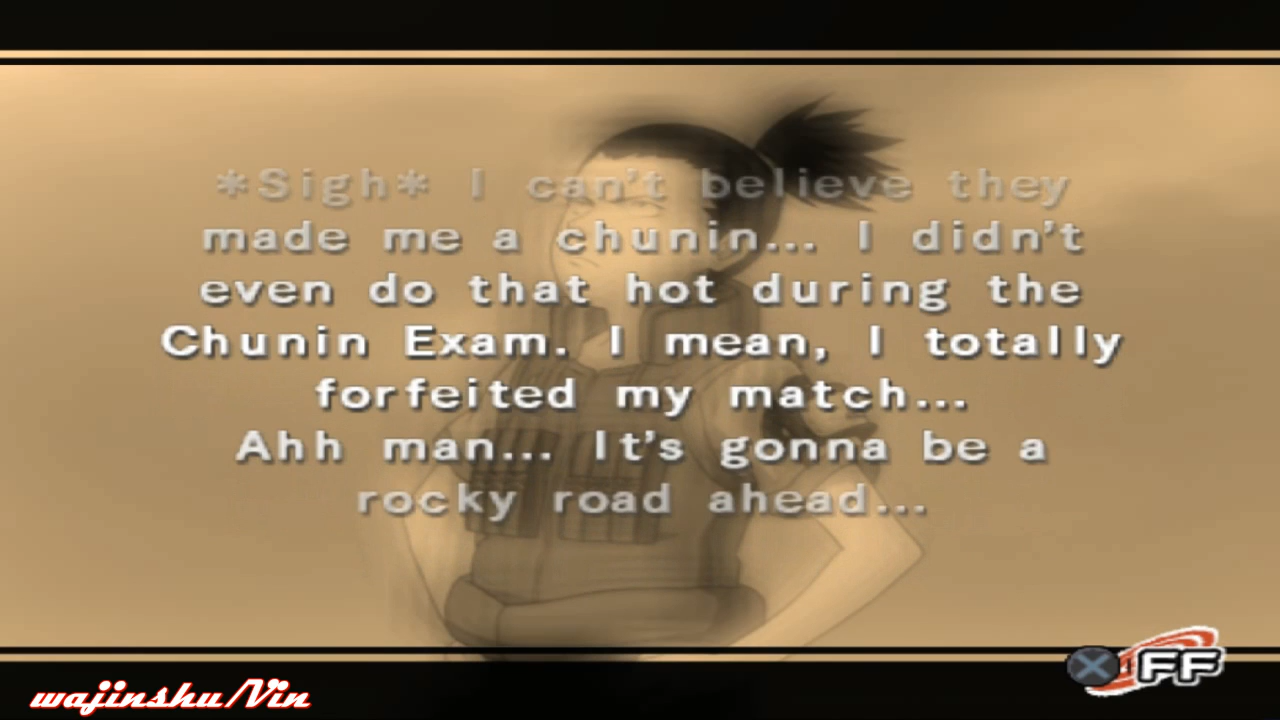 *Sigh* I can't believe they
made me a chunin... I didn't
even do that hot during the
Chunin Exam. I mean, I totally
forfeited my match...
Ahh man... It's gonna be a
rocky road ahead...
FF
wajinshu/Vin